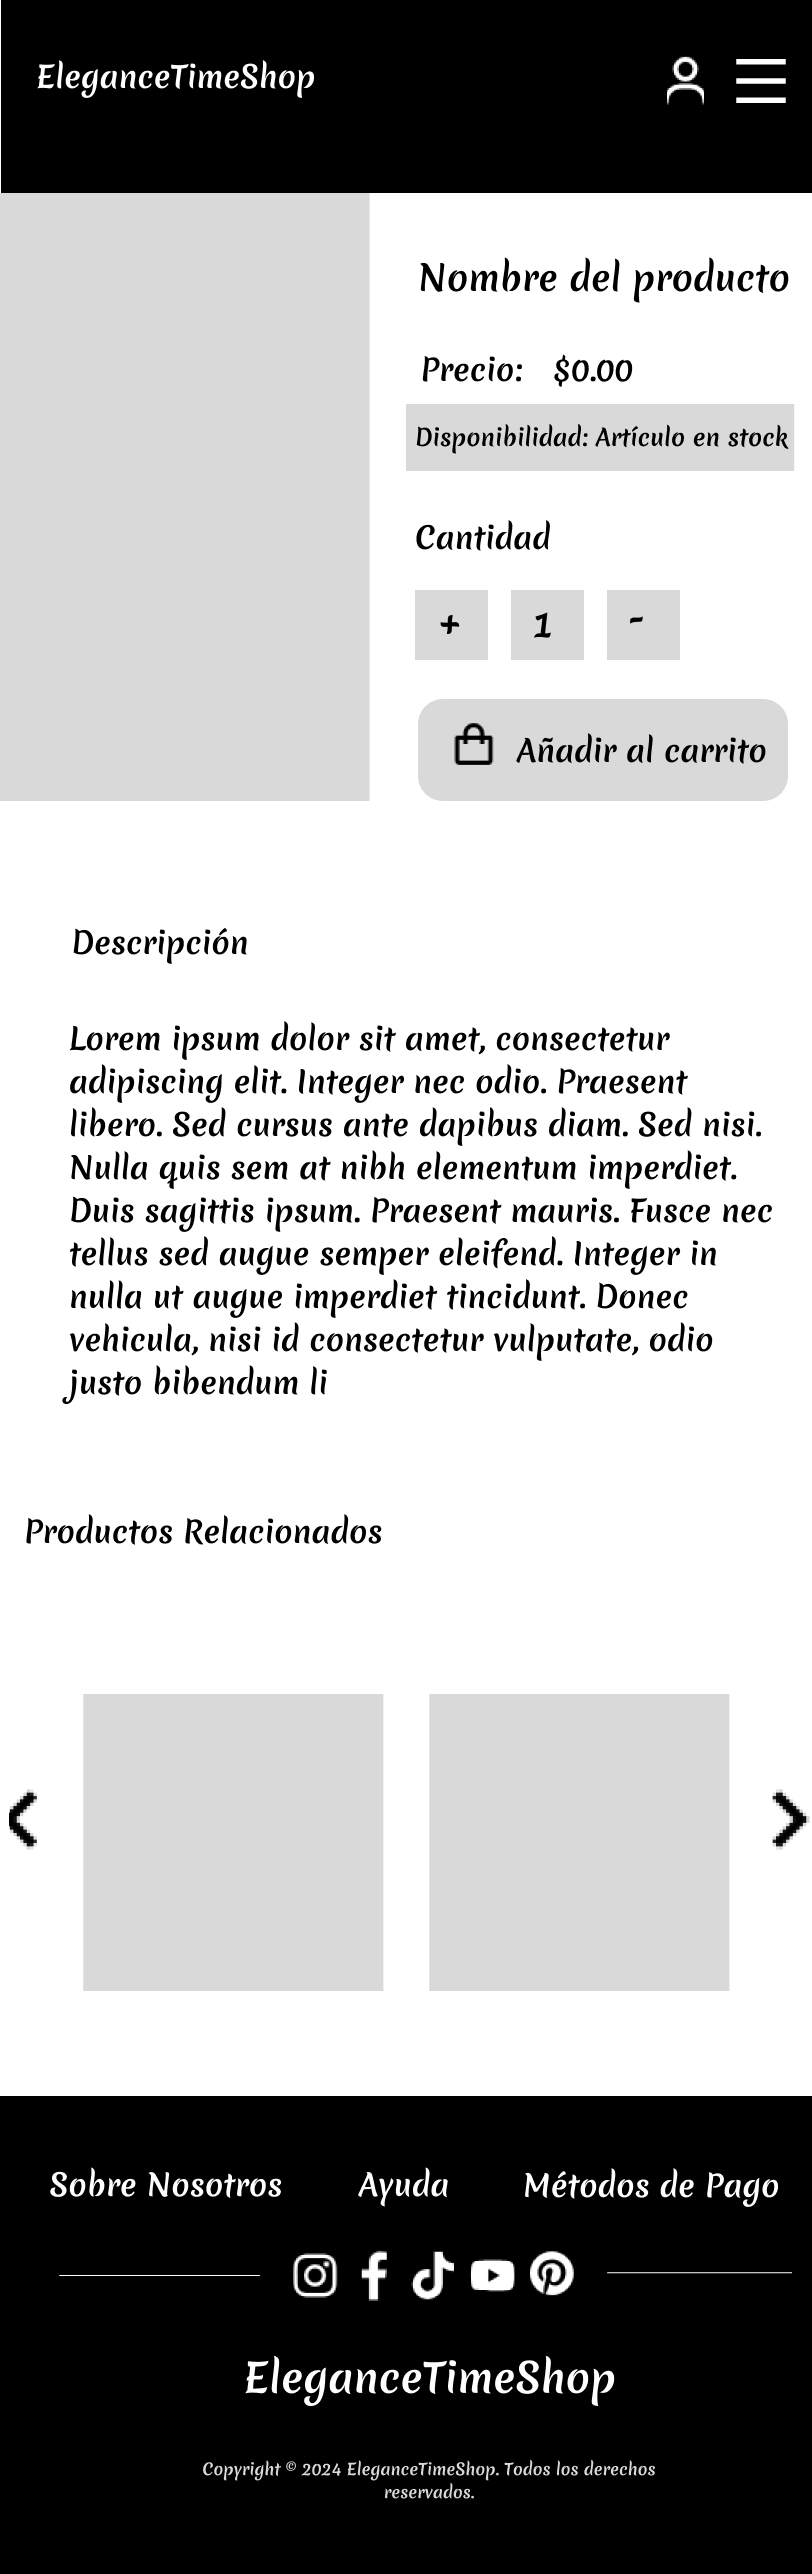 EleganceTimeShop
Nombre del producto
Precio: $0.00
Disponibilidad: Artículo en stock
Cantidad
+ 1 -
Añadir al carrito
Descripción
Lorem ipsum dolor sit amet, consectetur
adipiscing elit. Integer nec odio. Praesent
libero. Sed cursus ante dapibus diam. Sed nisi.
Nulla quis sem at nibh elementum imperdiet.
Duis sagittis ipsum. Praesent mauris. Fusce nec
tellus sed augue semper eleifend. Integer in
nulla ut augue imperdiet tincidunt. Donec
vehicula, nisi id consectetur vulputate, odio
justo bibendum li
Productos Relacionados
Sobre Nosotros Ayuda Métodos de Pago
EleganceTimeShop
Copyright © 2024 EleganceTimeShop. Todos los derechos
reservados.